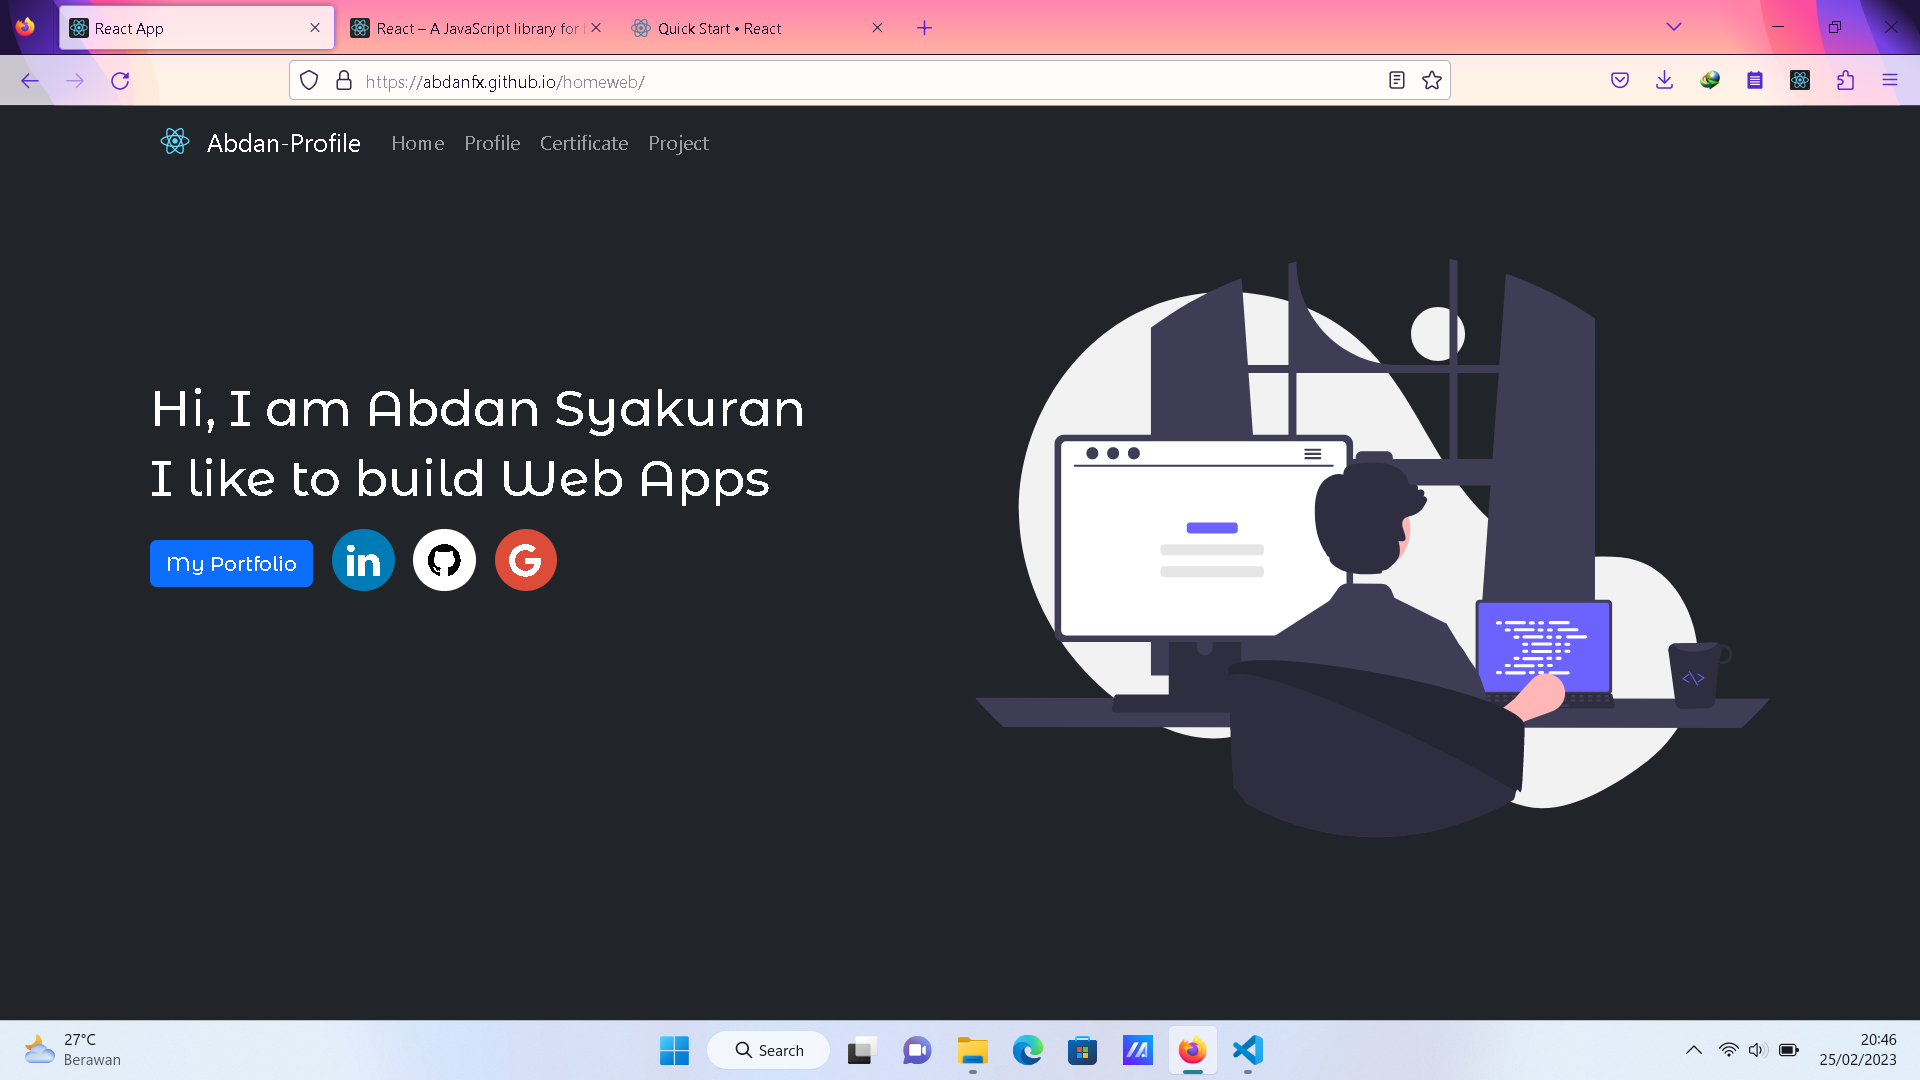 React App
React – A JavaScript library for
Quick Start • React
https://abdanfx.github.io/homeweb/
Abdan-Profile
Home
Profile
Certificate
Project
Hi, I am Abdan Syakuran
I like to build Web Apps
My Portfolio
27°C
Berawan
Search
20:46
25/02/2023